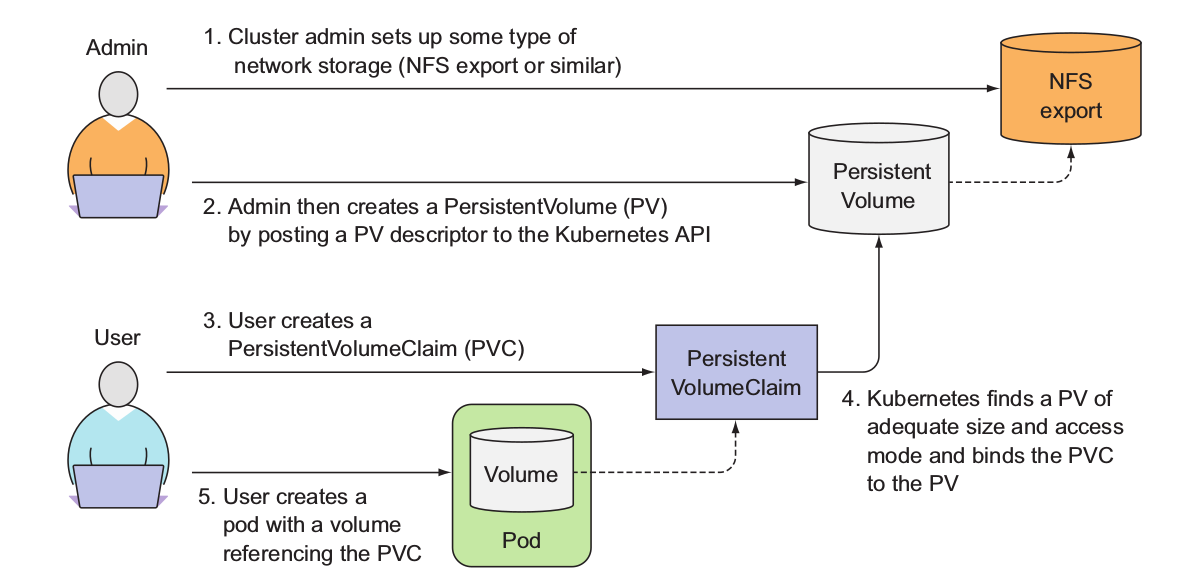 Admin
1. Cluster admin sets up some type of
network storage (NFS export or similar)
NFS
export
Persistent
Volume
2. Admin then creates a PersistentVolume (PV)
by posting a PV descriptor to the Kubernetes API
User
3. User creates a
PersistentVolumeClaim (PVC)
Persistent
VolumeClaim
4. Kubernetes finds a PV of
adequate size and access
mode and binds the PVC
to the PV
Volume
Pod
5. User creates a
pod with a volume
referencing the PVC